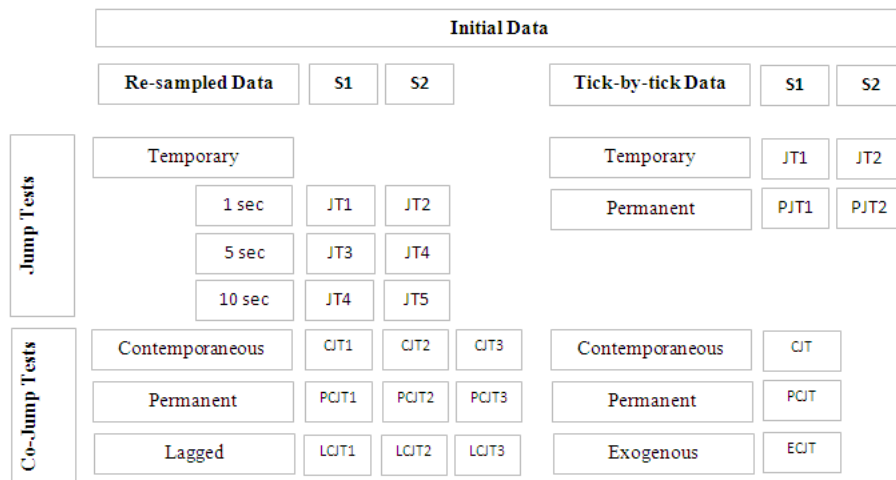 Initial Data
Re-sampled Data S1 S2 Tick-by-tick Data S1 S2
Jump Tests
Temporary Temporary JT1 JT2
1 sec JT1 JT2 Permanent PJT1 PJT2
5 sec JT3 JT4
10 sec JT4 JT5
Co-Jump Tests
Contemporaneous CJT1 CJT2 CJT3 Contemporaneous CJT
Permanent PCJT1 PCJT2 PCJT3 Permanent PCJT
Lagged LCJT1 LCJT2 LCJT3 Exogenous ECJT